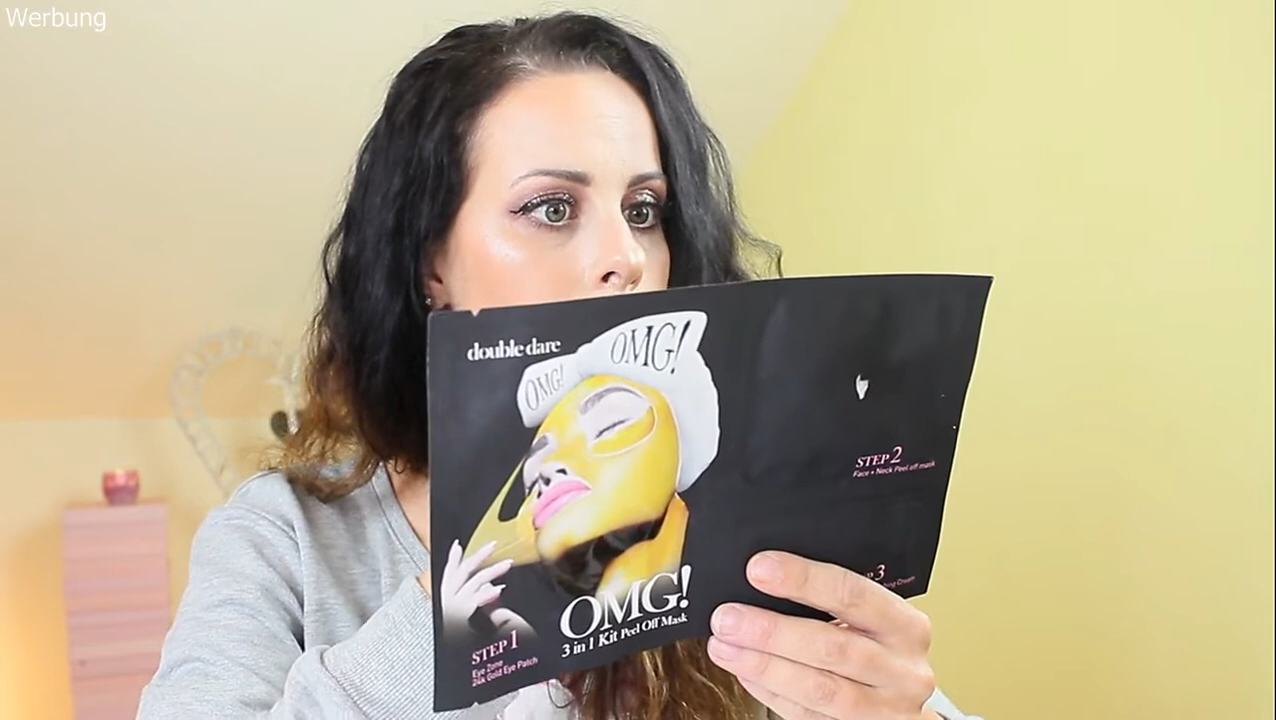 Werbung
double dare
OMG!
OMG!
STEP 2
Face + Neck Peel off mask
3
OMG!
3 in 1 Kit Peel Off Mask
STEP 1
Eye Zone
24k Gold Eye Patch